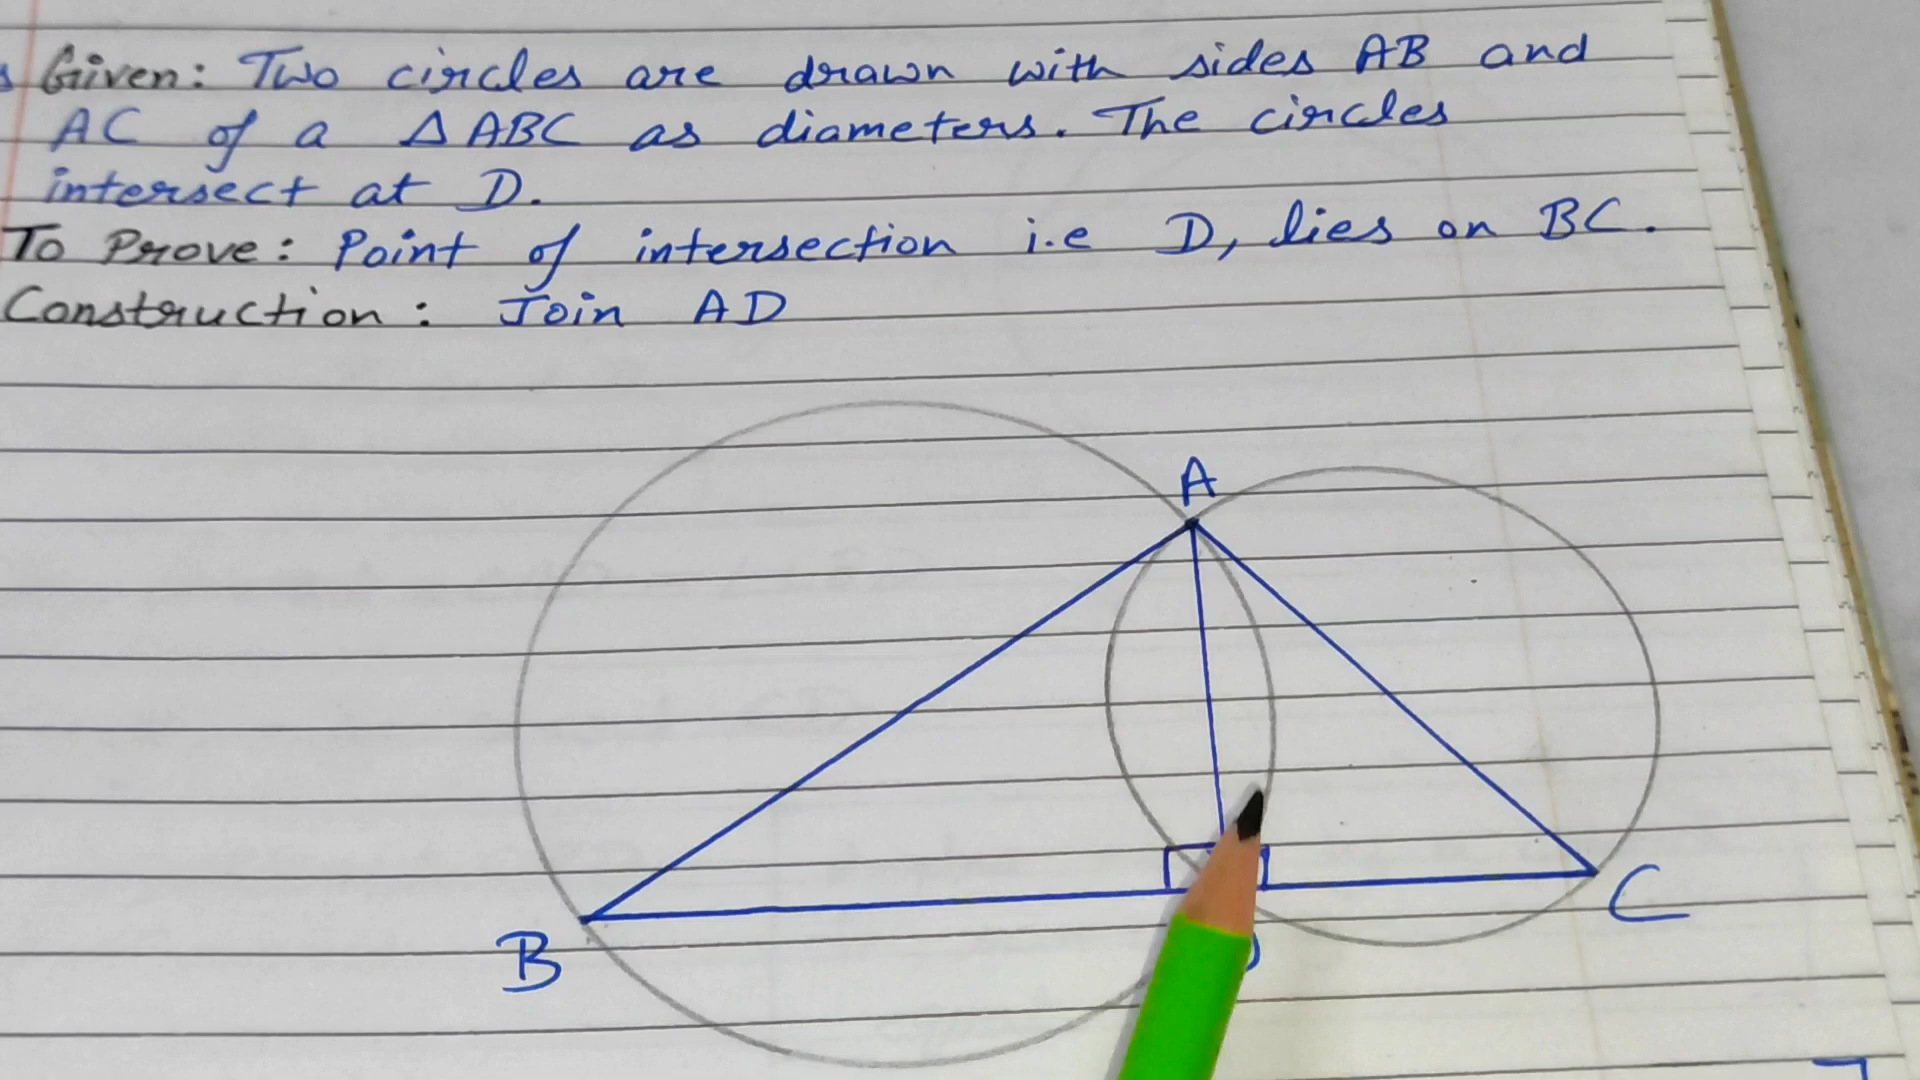 Given: Two circles are drawn with sides AB and
AC of a △ABC as diameters. The circles
intersect at D.
To Prove: Point of intersection i.e D, lies on BC.
Construction: Join AD
A
B
C